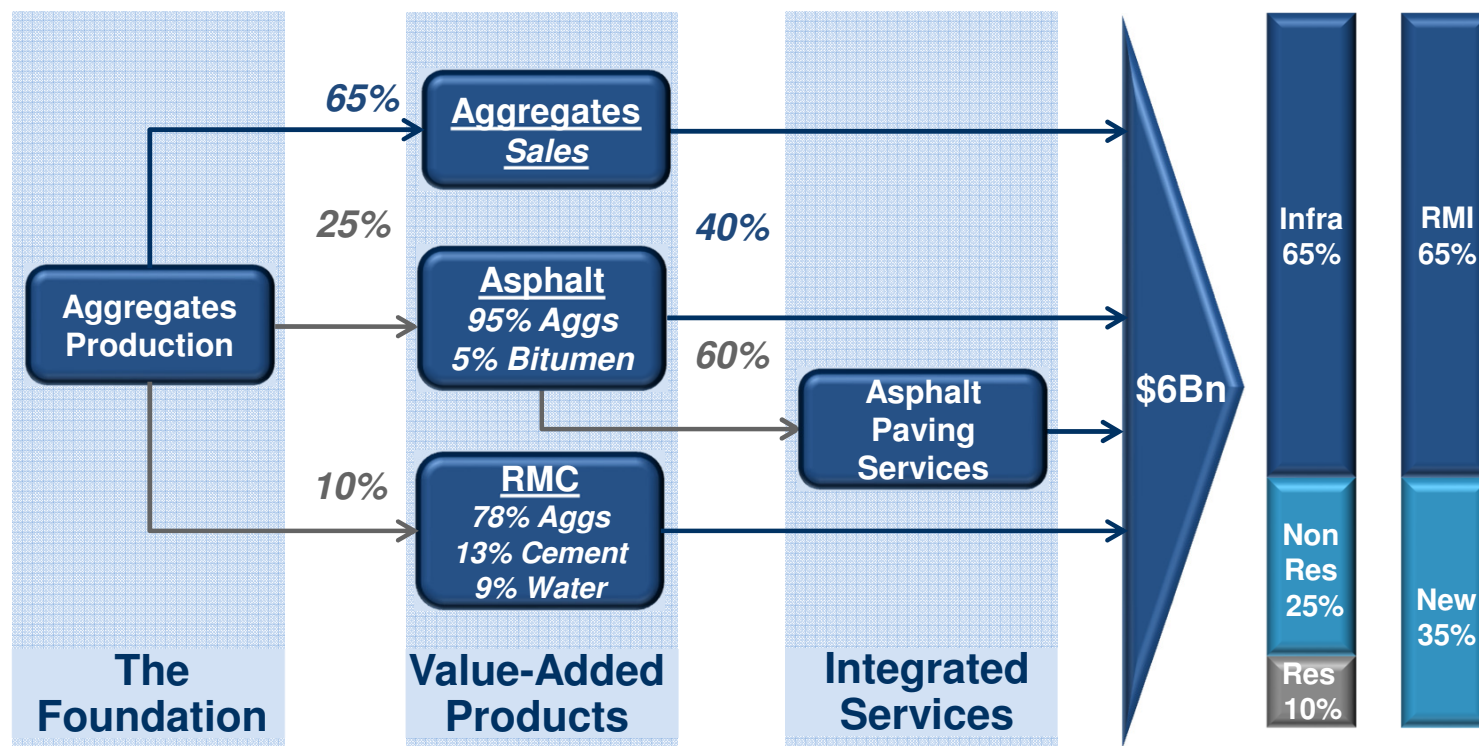 65%
Aggregates
Sales
25%
40%
Aggregates
Production
Asphalt
95% Aggs
5% Bitumen
60%
Asphalt
Paving
Services
10%
RMC
78% Aggs
13% Cement
9% Water
$6Bn
Infra
65%
Non
Res
25%
Res
10%
RMI
65%
New
35%
The
Foundation
Value-Added
Products
Integrated
Services